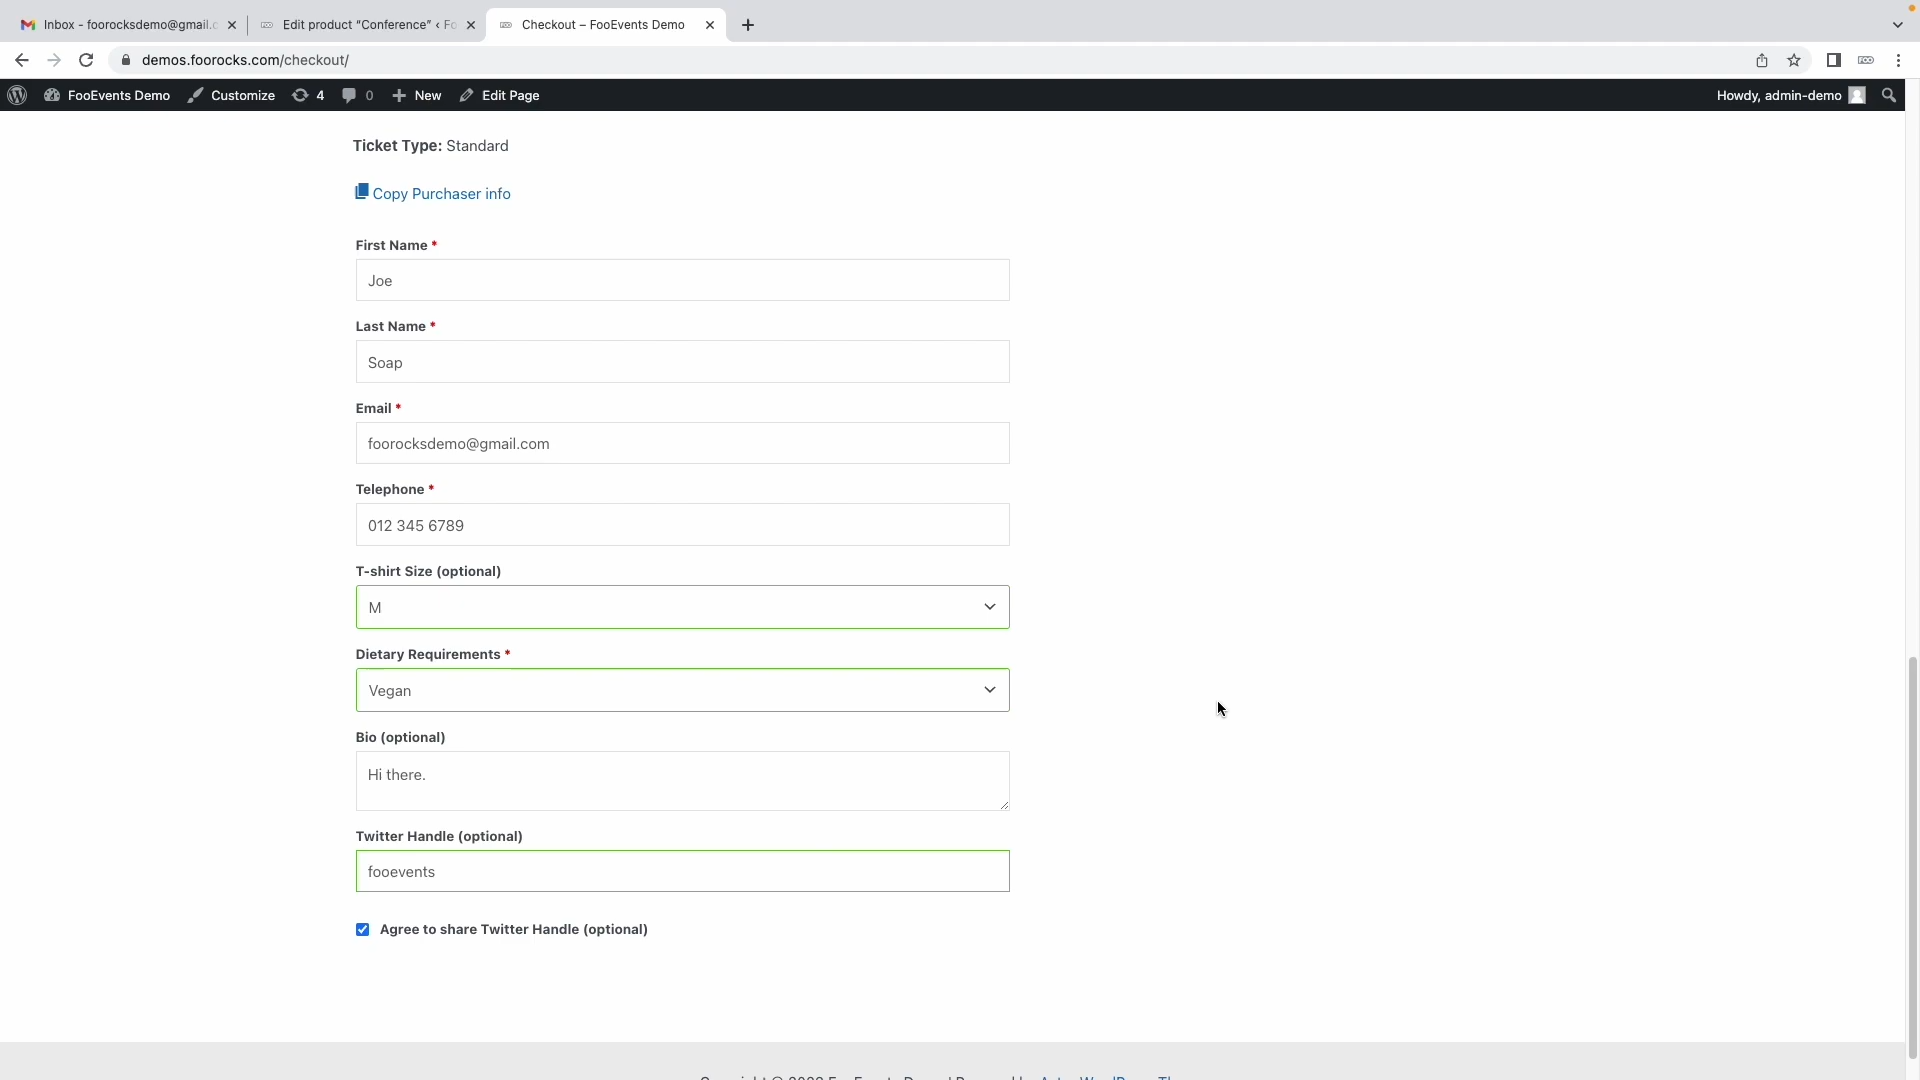 Inbox - foorocksdemo@gmail.c
Edit product “Conference” ‹ Fo
Checkout – FooEvents Demo
demos.foorocks.com/checkout/
FooEvents Demo
Customize
4
0
New
Edit Page
Howdy, admin-demo
Ticket Type: Standard
Copy Purchaser info
First Name *
Joe
Last Name *
Soap
Email *
foorocksdemo@gmail.com
Telephone *
012 345 6789
T-shirt Size (optional)
M
Dietary Requirements *
Vegan
Bio (optional)
Hi there.
Twitter Handle (optional)
fooevents
Agree to share Twitter Handle (optional)